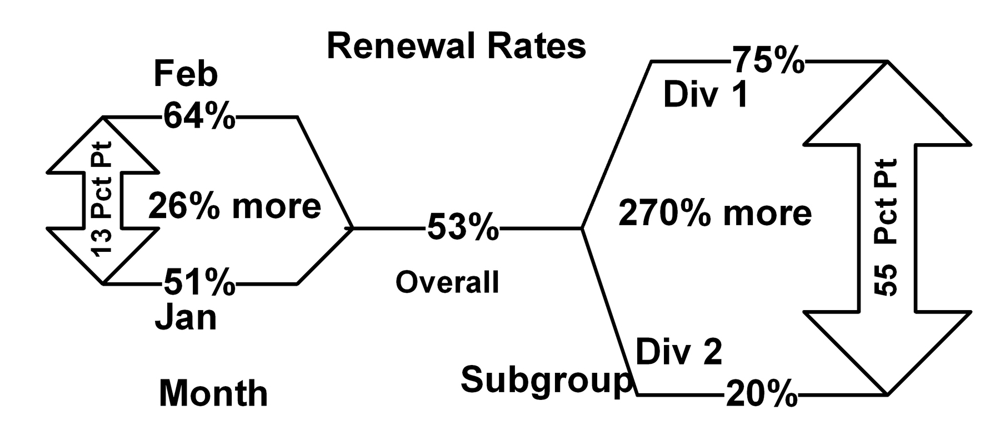 Renewal Rates
Feb
64%
13 Pct Pt
26% more
51%
Jan
Month
53%
Overall
75%
Div 1
270% more
55 Pct Pt
Div 2
Subgroup
20%